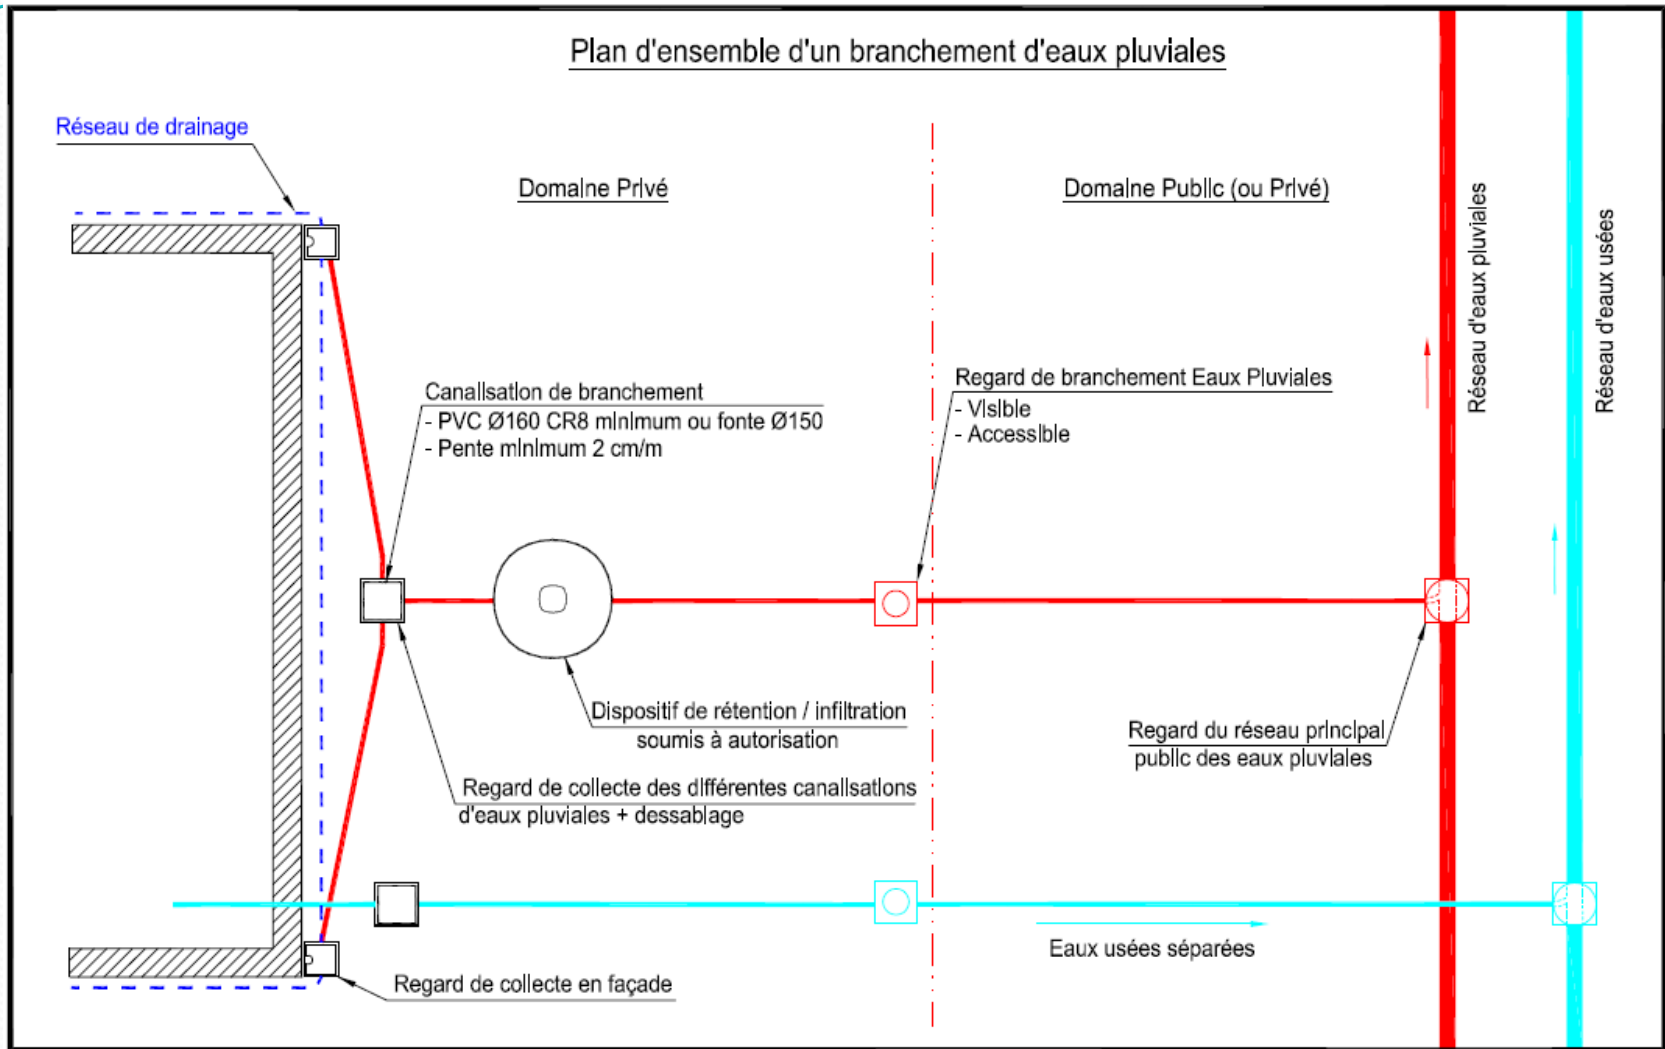 Plan d'ensemble d'un branchement d'eaux pluviales
Réseau de drainage
Domaine Privé
Domaine Public (ou Privé)
Réseau d'eaux pluviales
Réseau d'eaux usées
Canalisation de branchement
- PVC Ø160 CR8 minimum ou fonte Ø150
- Pente minimum 2 cm/m
Regard de branchement Eaux Pluviales
- Visible
- Accessible
Dispositif de rétention / infiltration
soumis à autorisation
Regard du réseau principal
public des eaux pluviales
Regard de collecte des différentes canalisations
d'eaux pluviales + dessablage
Eaux usées séparées
Regard de collecte en façade